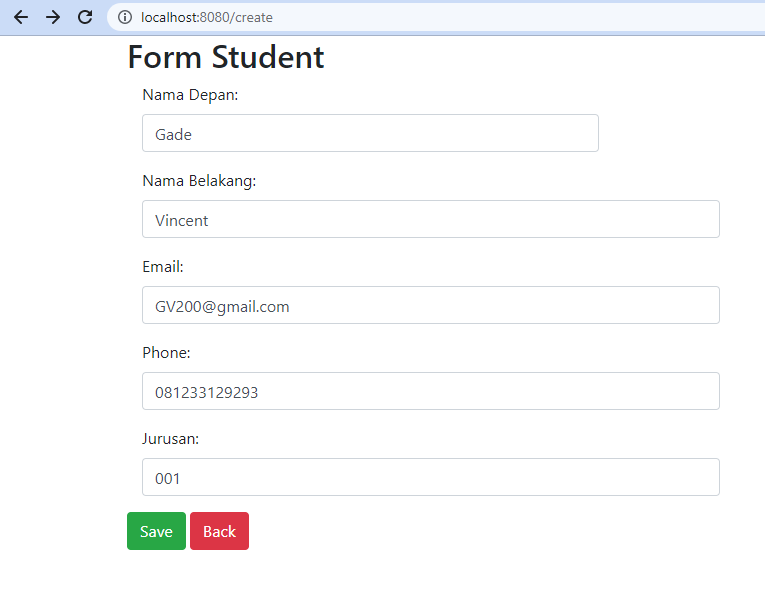 localhost:8080/create
Form Student
Nama Depan:
Gade
Nama Belakang:
Vincent
Email:
GV200@gmail.com
Phone:
081233129293
Jurusan:
001
Save Back